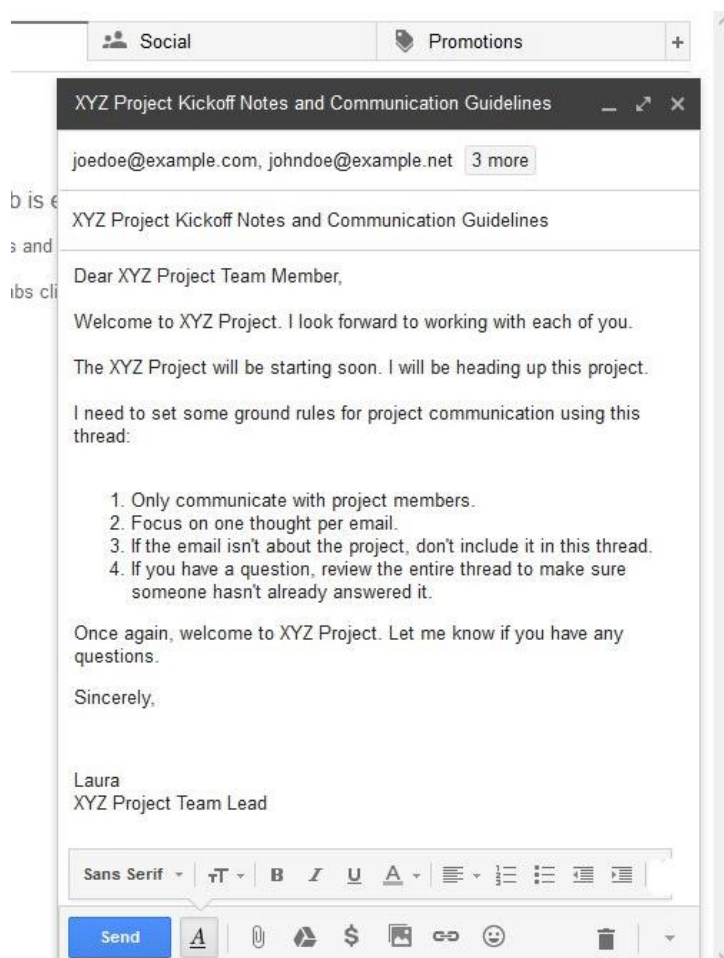 Social
Promotions
+
XYZ Project Kickoff Notes and Communication Guidelines
joedoe@example.com, johndoe@example.net 3 more
b is e
XYZ Project Kickoff Notes and Communication Guidelines
s and
Dear XYZ Project Team Member,
abs cli
Welcome to XYZ Project. I look forward to working with each of you.
The XYZ Project will be starting soon. I will be heading up this project.
I need to set some ground rules for project communication using this
thread:
1. Only communicate with project members.
2. Focus on one thought per email.
3. If the email isn't about the project, don't include it in this thread.
4. If you have a question, review the entire thread to make sure
someone hasn't already answered it.
Once again, welcome to XYZ Project. Let me know if you have any
questions.
Sincerely,
Laura
XYZ Project Team Lead
Sans Serif TT B I U A
Send A $